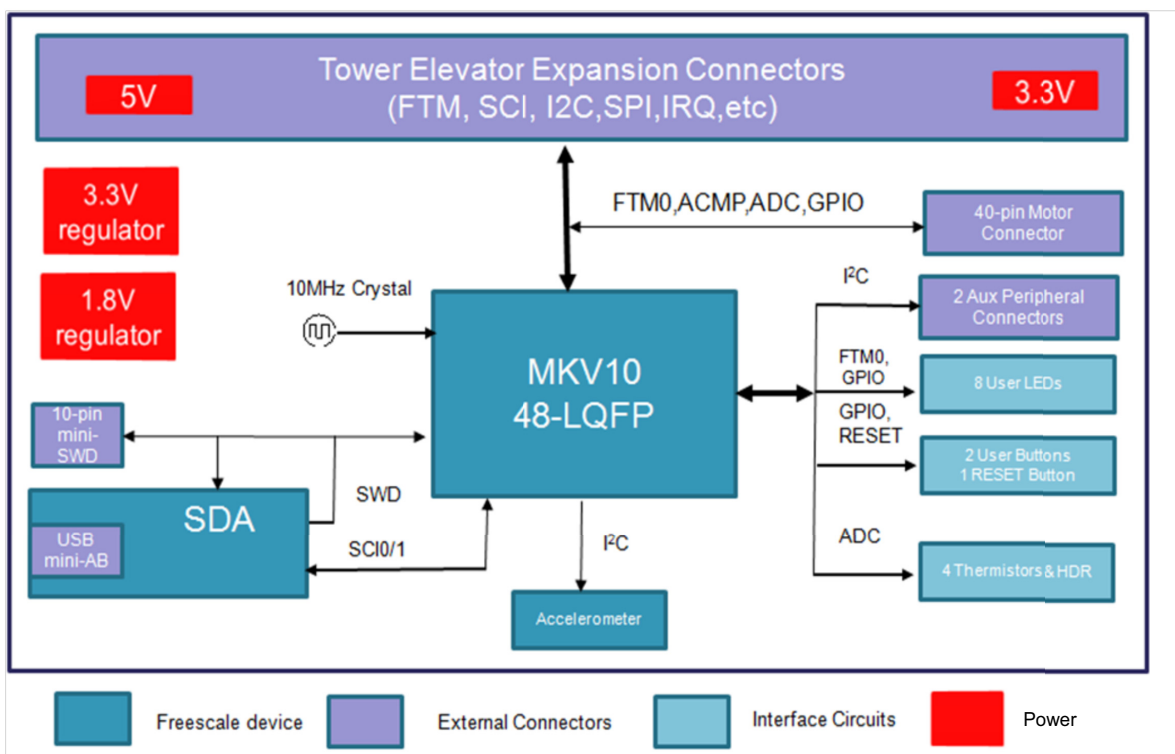 Tower Elevator Expansion Connectors
(FTM, SCI, I2C,SPI,IRQ,etc)
5V
3.3V
3.3V
regulator
1.8V
regulator
FTM0,ACMP,ADC,GPIO
40-pin Motor
Connector
10MHz Crystal
MKV10
48-LQFP
I²C
2 Aux Peripheral
Connectors
FTM0,
GPIO
8 User LEDs
GPIO,
RESET
2 User Buttons
1 RESET Button
ADC
4 Thermistors & HDR
10-pin
mini-
SWD
SDA
USB
mini-AB
SWD
SCI0/1
I²C
Accelerometer
Freescale device
External Connectors
Interface Circuits
Power